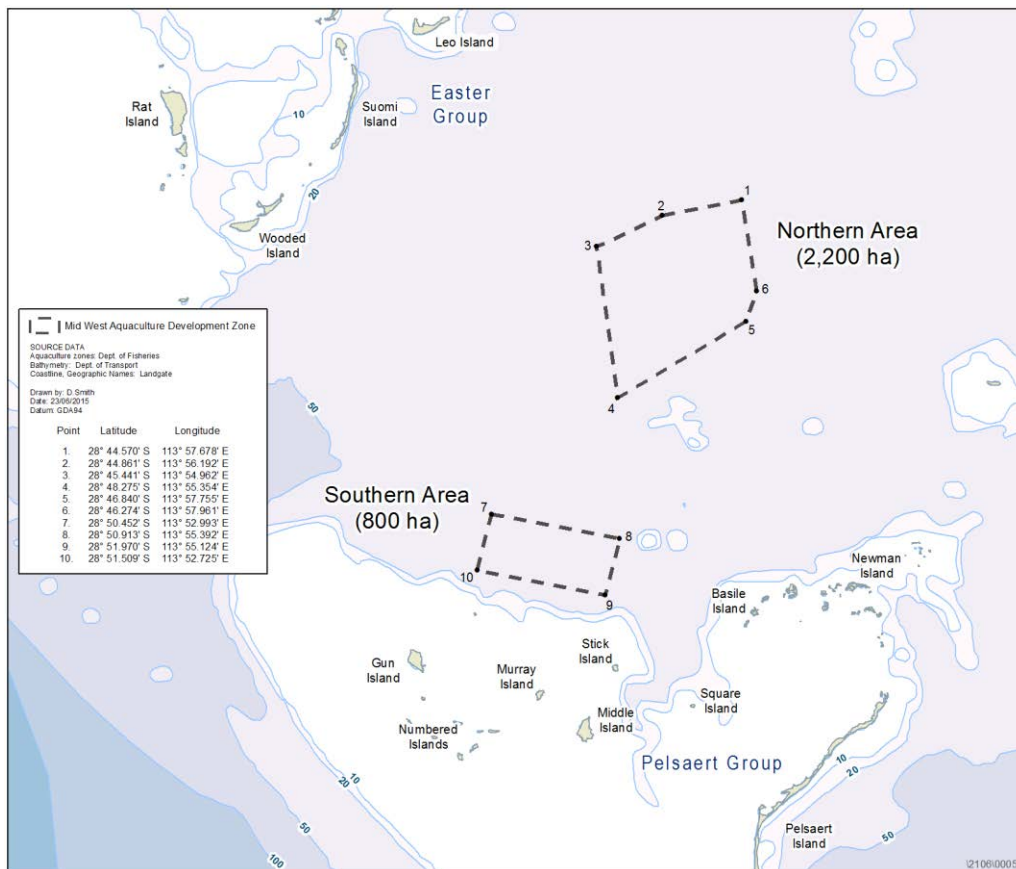 Leo Island
Easter
Group
Rat
Island
10
Suomi
Island
20
Wooded
Island
1
2
3
6
5
4
Northern Area
(2,200 ha)
Mid West Aquaculture Development Zone
SOURCE DATA
Aquaculture zones: Dept. of Fisheries
Bathymetry: Dept. of Transport
Coastline, Geographic Names: Landgate
Drawn by: D.Smith
Date: 23/06/2015
Datum: GDA94
Point Latitude Longitude
1. 28° 44.570' S 113° 57.678' E
2. 28° 44.861' S 113° 56.192' E
3. 28° 45.441' S 113° 54.962' E
4. 28° 48.275' S 113° 55.354' E
5. 28° 46.840' S 113° 57.755' E
6. 28° 46.274' S 113° 57.961' E
7. 28° 50.452' S 113° 52.993' E
8. 28° 50.913' S 113° 55.392' E
9. 28° 51.970' S 113° 55.124' E
10. 28° 51.509' S 113° 52.725' E
50
Southern Area
(800 ha)
7
8
10
9
Newman
Island
Basile
Island
Stick
Island
Gun
Island
Murray
Island
Square
Island
Middle
Island
Numbered
Islands
Pelsaert Group
10
20
50
100
10
20
50
Pelsaert
Island
\2106\0005